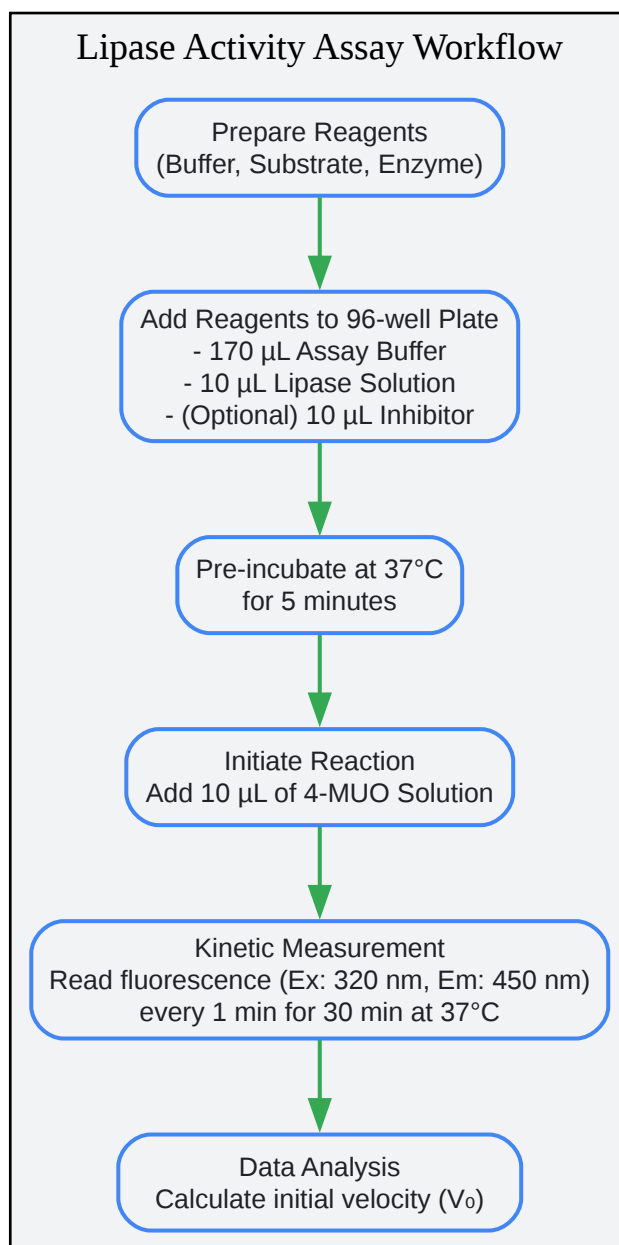 Lipase Activity Assay Workflow
Prepare Reagents
(Buffer, Substrate, Enzyme)
Add Reagents to 96-well Plate
- 170 µL Assay Buffer
- 10 µL Lipase Solution
- (Optional) 10 µL Inhibitor
Pre-incubate at 37°C
for 5 minutes
Initiate Reaction
Add 10 µL of 4-MUO Solution
Kinetic Measurement
Read fluorescence (Ex: 320 nm, Em: 450 nm)
every 1 min for 30 min at 37°C
Data Analysis
Calculate initial velocity (V₀)